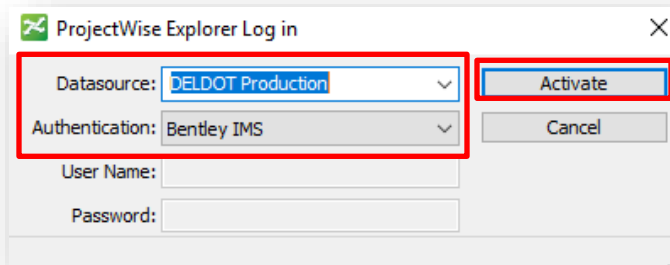 ProjectWise Explorer Log in
Datasource: DELDOT Production Activate
Authentication: Bentley IMS Cancel
User Name:
Password: